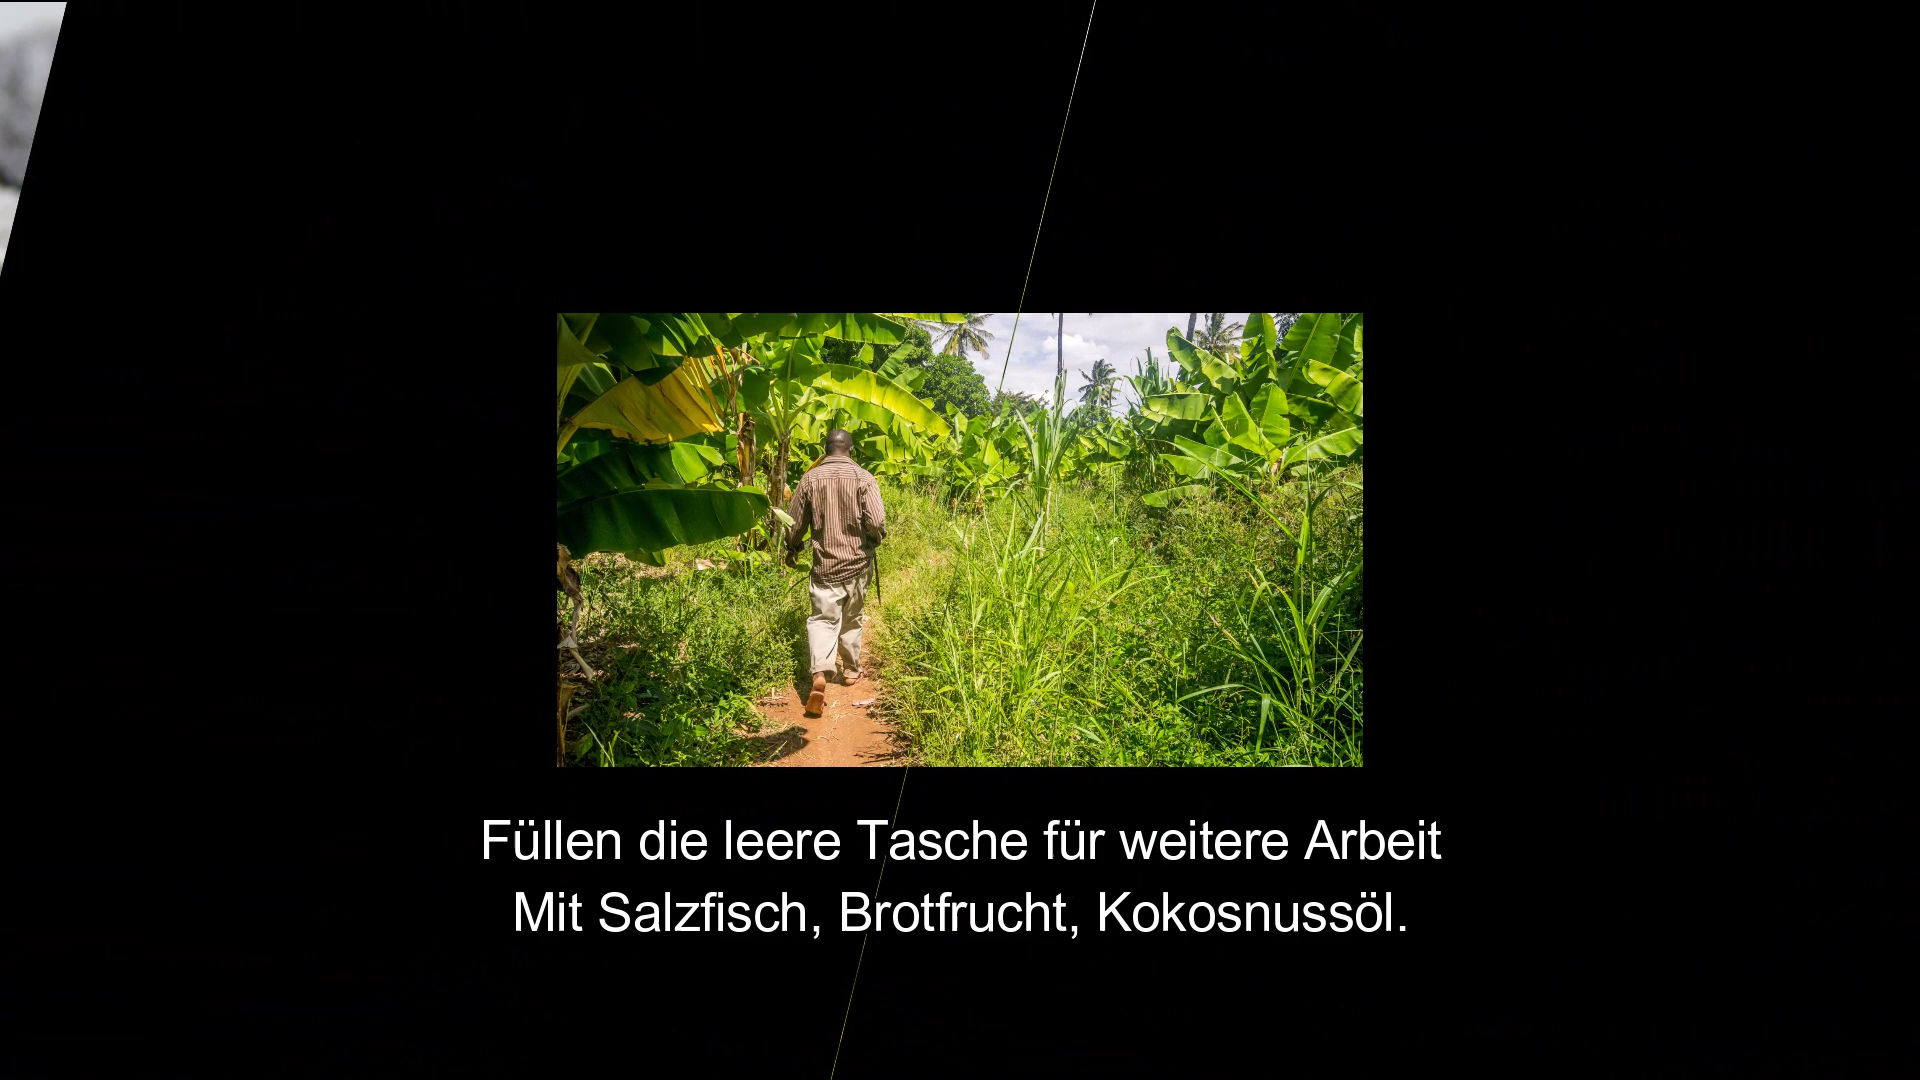 Füllen die leere Tasche für weitere Arbeit
Mit Salzfisch, Brotfrucht, Kokosnussöl.